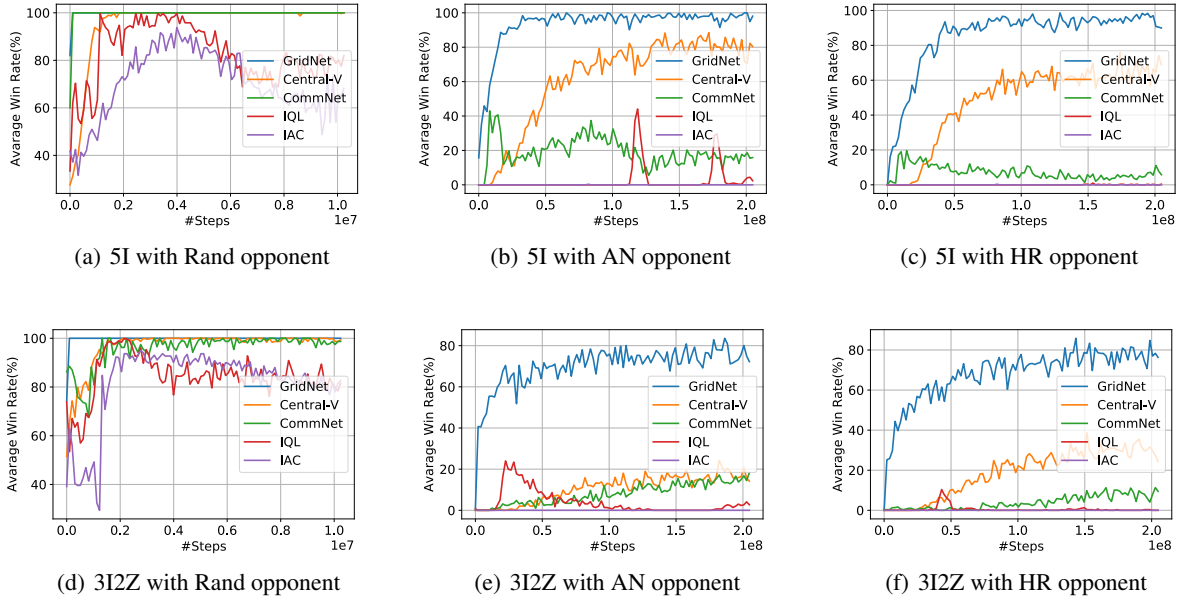 100
80
60
40
Avarage Win Rate(%)
GridNet
Central-V
CommNet
IQL
IAC
0.0 0.2 0.4 0.6 0.8 1.0
#Steps
1e7
(a) 5I with Rand opponent
100
80
60
40
20
0
Avarage Win Rate(%)
GridNet
Central-V
CommNet
IQL
IAC
0.0 0.5 1.0 1.5 2.0
#Steps
1e8
(b) 5I with AN opponent
100
80
60
40
20
0
Avarage Win Rate(%)
GridNet
Central-V
CommNet
IQL
IAC
0.0 0.5 1.0 1.5 2.0
#Steps
1e8
(c) 5I with HR opponent
100
80
60
40
Avarage Win Rate(%)
GridNet
Central-V
CommNet
IQL
IAC
0.0 0.2 0.4 0.6 0.8 1.0
#Steps
1e7
(d) 3I2Z with Rand opponent
80
60
40
20
0
Avarage Win Rate(%)
GridNet
Central-V
CommNet
IQL
IAC
0.0 0.5 1.0 1.5 2.0
#Steps
1e8
(e) 3I2Z with AN opponent
80
60
40
20
0
Avarage Win Rate(%)
GridNet
Central-V
CommNet
IQL
IAC
0.0 0.5 1.0 1.5 2.0
#Steps
1e8
(f) 3I2Z with HR opponent